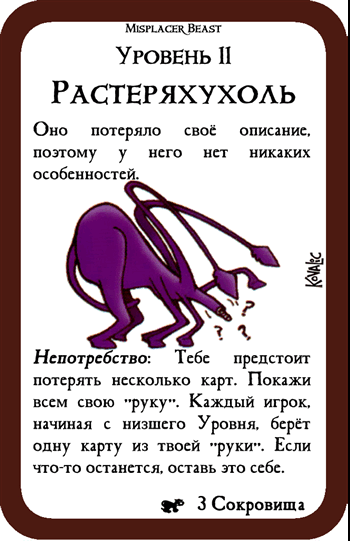 Misplacer Beast
Уровень 11
Растеряхухоль
Оно потеряло своё описание,
поэтому у него нет никаких
особенностей.
Kovalic
? ? ?
Непотребство: Тебе предстоит
потерять несколько карт. Покажи
всем свою "руку". Каждый игрок,
начиная с низшего Уровня, берёт
одну карту из твоей "руки". Если
что-то останется, оставь это себе.
3 Сокровища